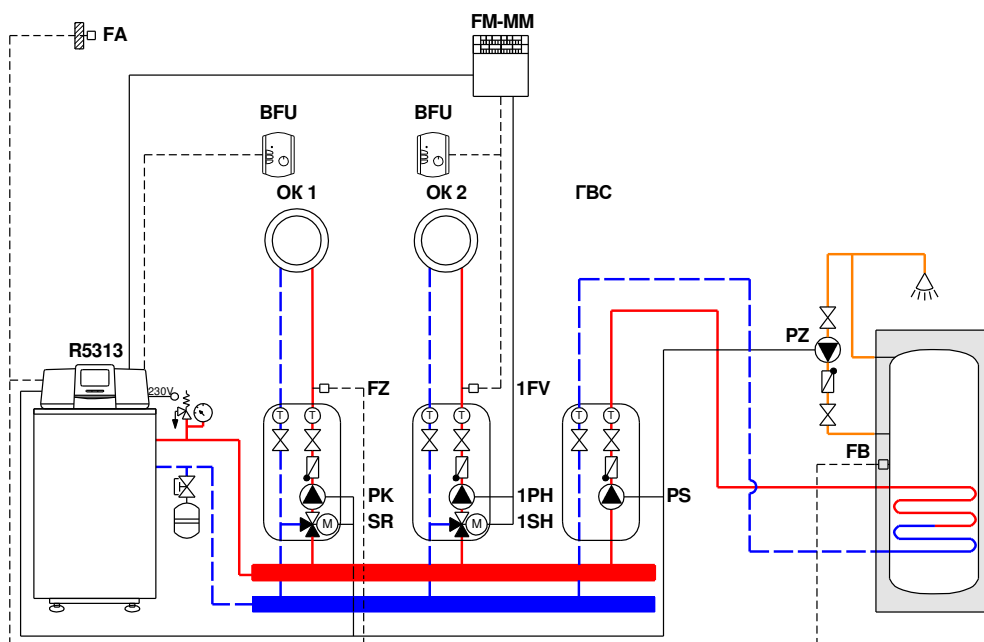 FA
FM-MM
BFU
BFU
ОК 1
ОК 2
ГВС
PZ
R5313
230V
FZ
1FV
T
T
T
T
T
T
FB
PK
1PH
PS
SR
1SH
M
M